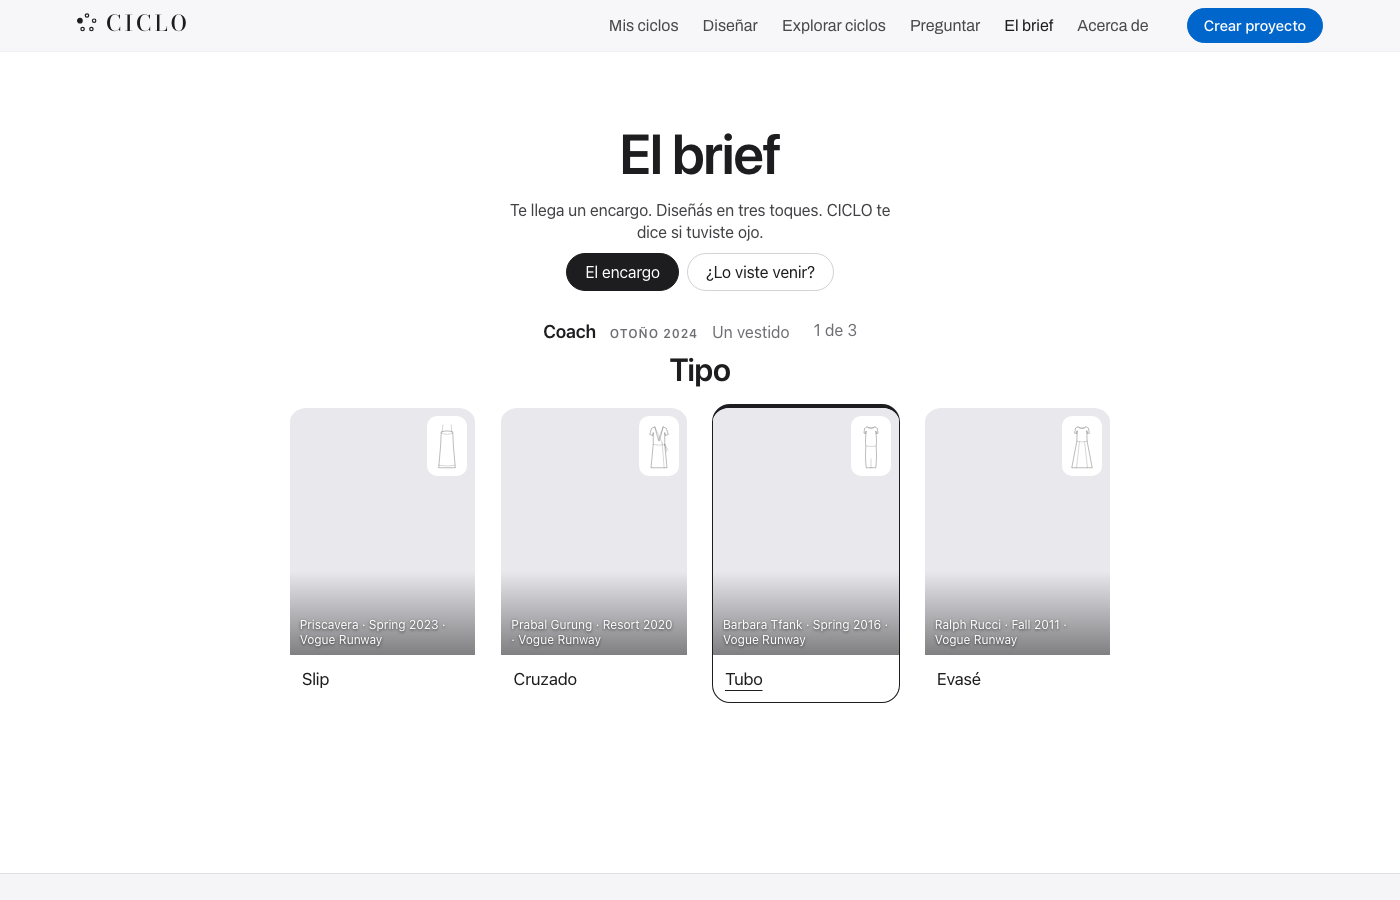 CICLO
Mis ciclos
Diseñar
Explorar ciclos
Preguntar
El brief
Acerca de
Crear proyecto
El brief
Te llega un encargo. Diseñás en tres toques. CICLO te
dice si tuviste ojo.
El encargo
¿Lo viste venir?
Coach OTOÑO 2024 Un vestido 1 de 3
Tipo
Priscavera · Spring 2023 ·
Vogue Runway
Slip
Prabal Gurung · Resort 2020
· Vogue Runway
Cruzado
Barbara Tfank · Spring 2016 ·
Vogue Runway
Tubo
Ralph Rucci · Fall 2011 ·
Vogue Runway
Evasé